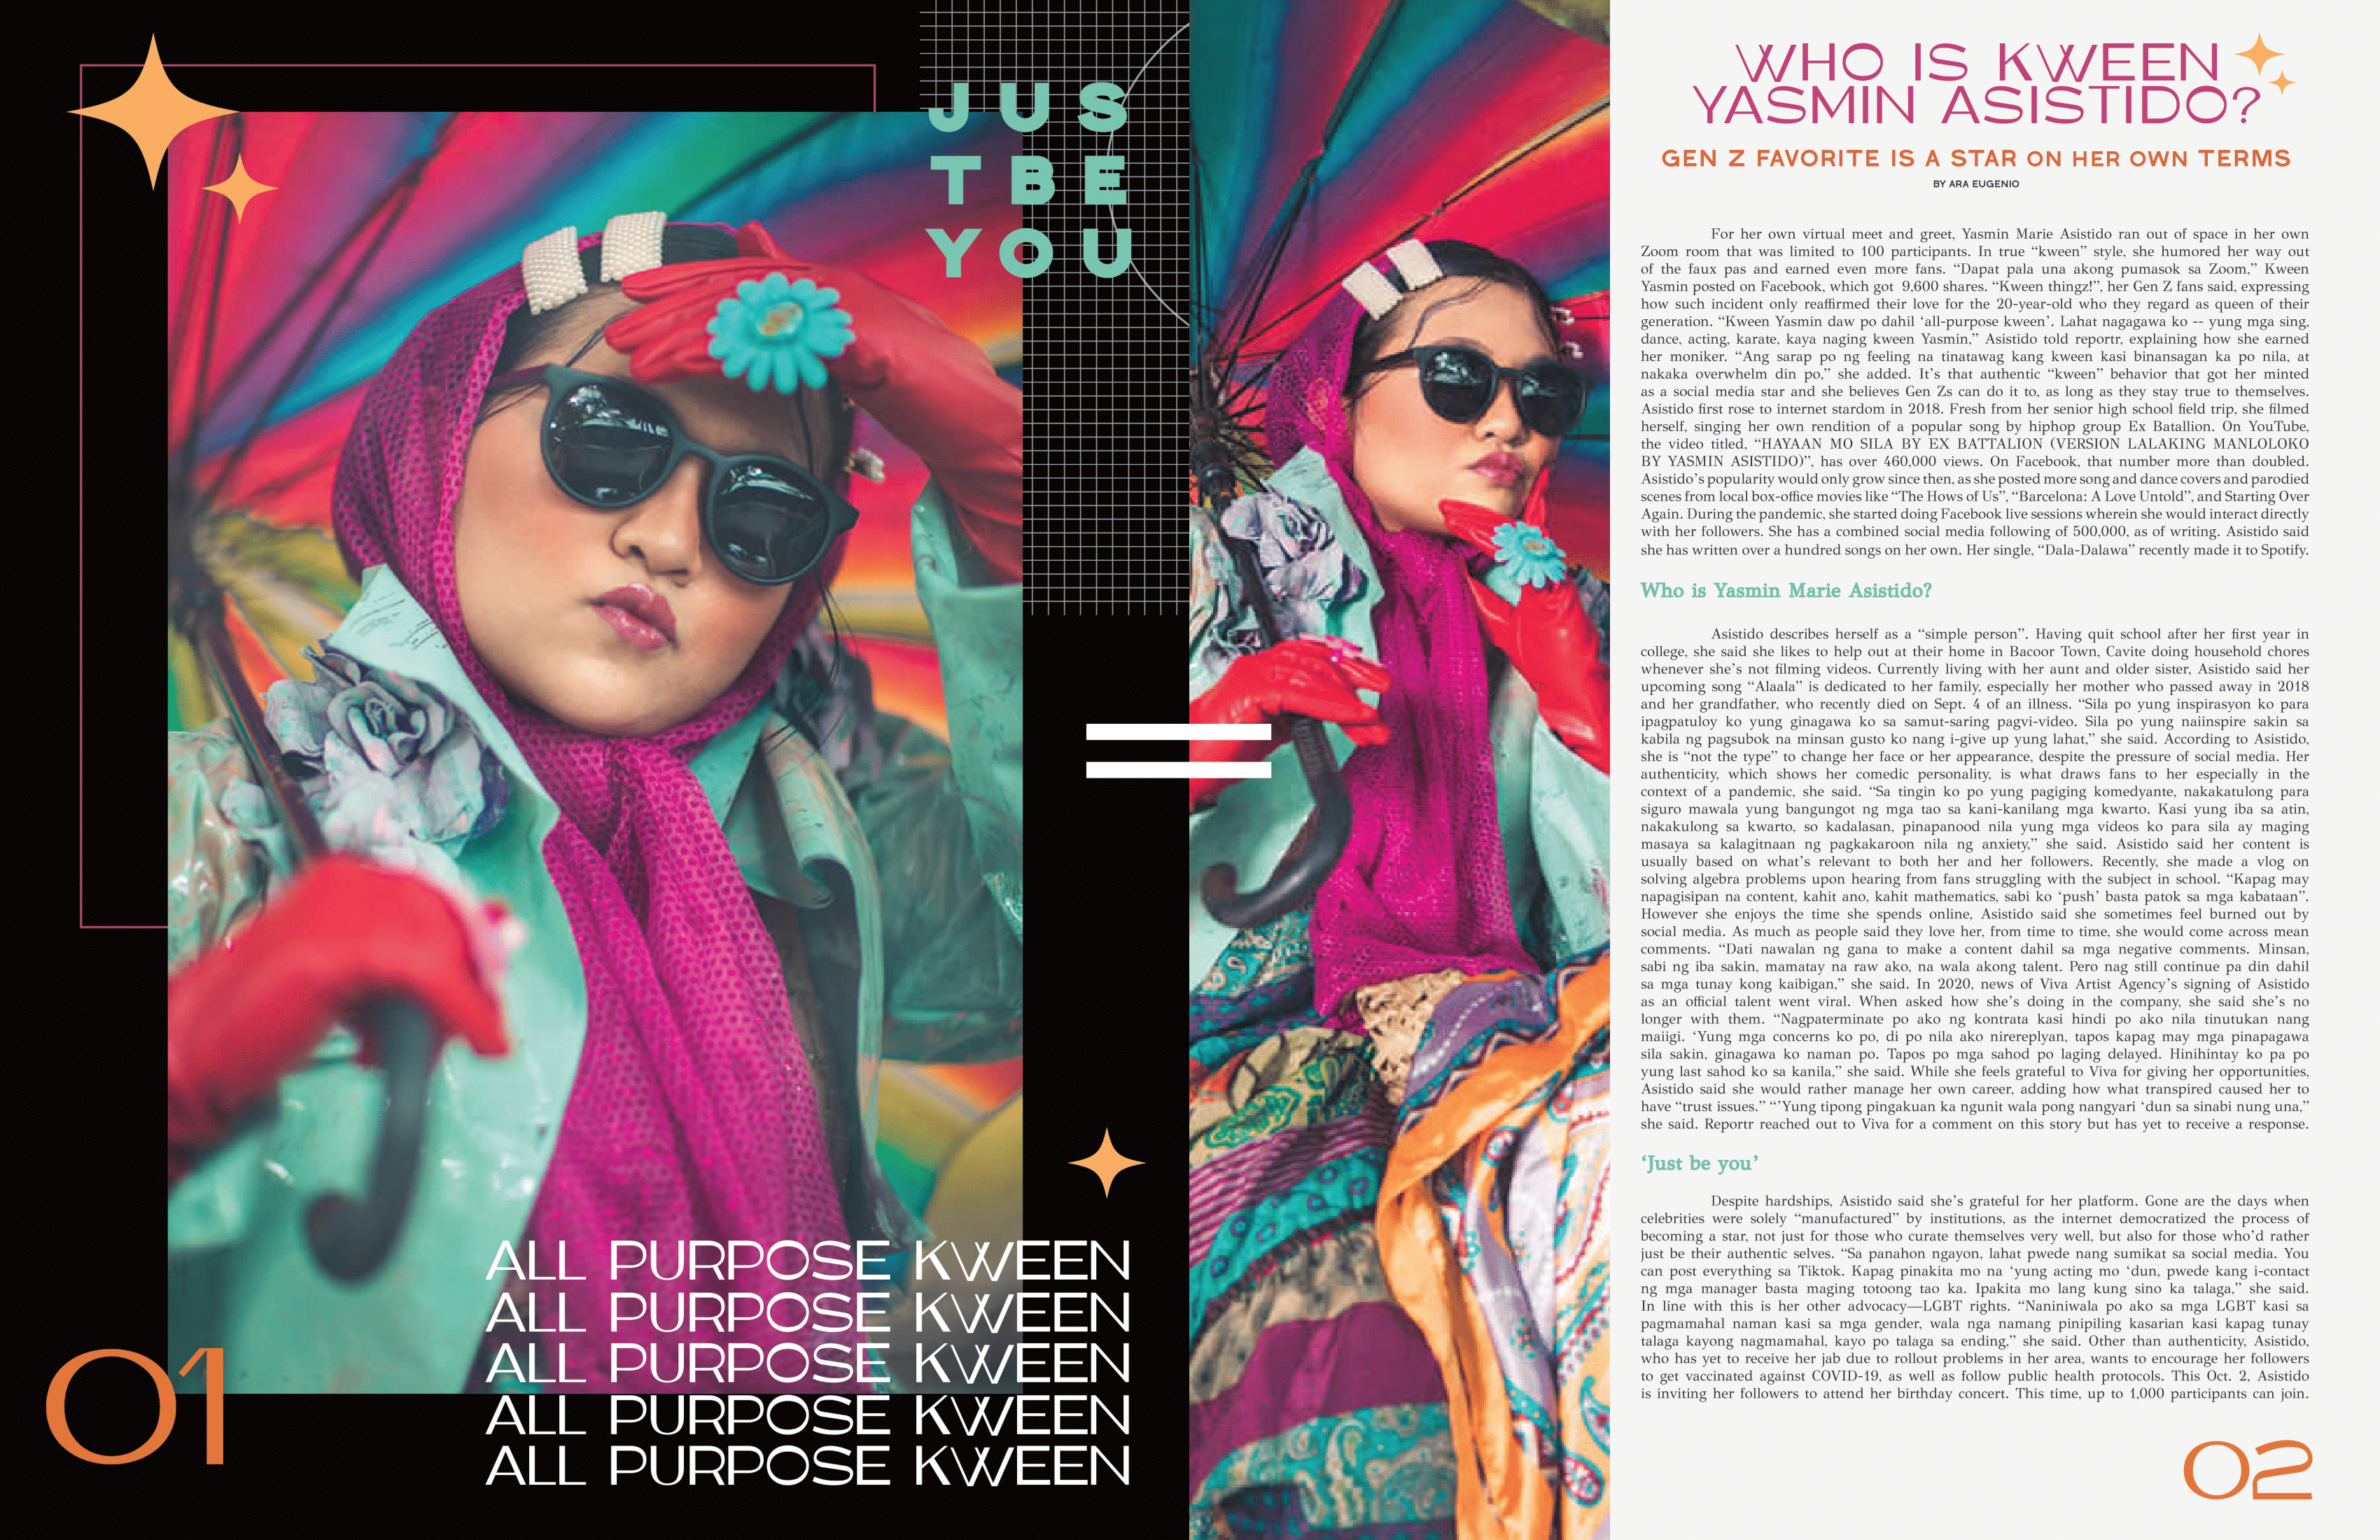 JUS
TBE
YOU
ALL PURPOSE KWEEN
ALL PURPOSE KWEEN
ALL PURPOSE KWEEN
ALL PURPOSE KWEEN
ALL PURPOSE KWEEN
01
WHO IS KWEEN
YASMIN ASISTIDO?
GEN Z FAVORITE IS A STAR ON HER OWN TERMS
BY ARA EUGENIO
For her own virtual meet and greet, Yasmin Marie Asistido ran out of space in her own
Zoom room that was limited to 100 participants. In true “kween” style, she humored her way out
of the faux pas and earned even more fans. “Dapat pala una akong pumasok sa Zoom,” Kween
Yasmin posted on Facebook, which got 9,600 shares. “Kween thingz!”, her Gen Z fans said, expressing
how such incident only reaffirmed their love for the 20-year-old who they regard as queen of their
generation. “Kween Yasmin daw po dahil ‘all-purpose kween’. Lahat nagagawa ko -- yung mga sing,
dance, acting, karate, kaya naging kween Yasmin,” Asistido told reportr, explaining how she earned
her moniker. “Ang sarap po ng feeling na tinatawag kang kween kasi binansagan ka po nila, at
nakaka overwhelm din po,” she added. It’s that authentic “kween” behavior that got her minted
as a social media star and she believes Gen Zs can do it to, as long as they stay true to themselves.
Asistido first rose to internet stardom in 2018. Fresh from her senior high school field trip, she filmed
herself, singing her own rendition of a popular song by hiphop group Ex Batallion. On YouTube,
the video titled, “HAYAAN MO SILA BY EX BATTALION (VERSION LALAKING MANLOLOKO
BY YASMIN ASISTIDO)”, has over 460,000 views. On Facebook, that number more than doubled.
Asistido’s popularity would only grow since then, as she posted more song and dance covers and parodied
scenes from local box-office movies like “The Hows of Us”, “Barcelona: A Love Untold”, and Starting Over
Again. During the pandemic, she started doing Facebook live sessions wherein she would interact directly
with her followers. She has a combined social media following of 500,000, as of writing. Asistido said
she has written over a hundred songs on her own. Her single, “Dala-Dalawa” recently made it to Spotify.
Who is Yasmin Marie Asistido?
Asistido describes herself as a “simple person”. Having quit school after her first year in
college, she said she likes to help out at their home in Bacoor Town, Cavite doing household chores
whenever she’s not filming videos. Currently living with her aunt and older sister, Asistido said her
upcoming song “Alaala” is dedicated to her family, especially her mother who passed away in 2018
and her grandfather, who recently died on Sept. 4 of an illness. “Sila po yung inspirasyon ko para
ipagpatuloy ko yung ginagawa ko sa samut-saring pagvi-video. Sila po yung naiinspire sakin sa
kabila ng pagsubok na minsan gusto ko nang i-give up yung lahat,” she said. According to Asistido,
she is “not the type” to change her face or her appearance, despite the pressure of social media. Her
authenticity, which shows her comedic personality, is what draws fans to her especially in the
context of a pandemic, she said. “Sa tingin ko po yung pagiging komedyante, nakakatulong para
siguro mawala yung bangungot ng mga tao sa kani-kanilang mga kwarto. Kasi yung iba sa atin,
nakakulong sa kwarto, so kadalasan, pinapanood nila yung mga videos ko para sila ay maging
masaya sa kalagitnaan ng pagkakaroon nila ng anxiety,” she said. Asistido said her content is
usually based on what’s relevant to both her and her followers. Recently, she made a vlog on
solving algebra problems upon hearing from fans struggling with the subject in school. “Kapag may
napagisipan na content, kahit ano, kahit mathematics, sabi ko ‘push’ basta patok sa mga kabataan”.
However she enjoys the time she spends online, Asistido said she sometimes feel burned out by
social media. As much as people said they love her, from time to time, she would come across mean
comments. “Dati nawalan ng gana to make a content dahil sa mga negative comments. Minsan,
sabi ng iba sakin, mamatay na raw ako, na wala akong talent. Pero nag still continue pa din dahil
sa mga tunay kong kaibigan,” she said. In 2020, news of Viva Artist Agency’s signing of Asistido
as an official talent went viral. When asked how she’s doing in the company, she said she’s no
longer with them. “Nagpaterminate po ako ng kontrata kasi hindi po ako nila tinutukan nang
maiigi. ‘Yung mga concerns ko po, di po nila ako nirereplyan, tapos kapag may mga pinapagawa
sila sakin, ginagawa ko naman po. Tapos po mga sahod po laging delayed. Hinihintay ko pa po
yung last sahod ko sa kanila,” she said. While she feels grateful to Viva for giving her opportunities,
Asistido said she would rather manage her own career, adding how what transpired caused her to
have “trust issues.” “’Yung tipong pingakuan ka ngunit wala pong nangyari ‘dun sa sinabi nung una,”
she said. Reportr reached out to Viva for a comment on this story but has yet to receive a response.
‘Just be you’
Despite hardships, Asistido said she’s grateful for her platform. Gone are the days when
celebrities were solely “manufactured” by institutions, as the internet democratized the process of
becoming a star, not just for those who curate themselves very well, but also for those who’d rather
just be their authentic selves. “Sa panahon ngayon, lahat pwede nang sumikat sa social media. You
can post everything sa Tiktok. Kapag pinakita mo na ‘yung acting mo ‘dun, pwede kang i-contact
ng mga manager basta maging totoong tao ka. Ipakita mo lang kung sino ka talaga,” she said.
In line with this is her other advocacy—LGBT rights. “Naniniwala po ako sa mga LGBT kasi sa
pagmamahal naman kasi sa mga gender, wala nga namang pinipiling kasarian kasi kapag tunay
talaga kayong nagmamahal, kayo po talaga sa ending,” she said. Other than authenticity, Asistido,
who has yet to receive her jab due to rollout problems in her area, wants to encourage her followers
to get vaccinated against COVID-19, as well as follow public health protocols. This Oct. 2, Asistido
is inviting her followers to attend her birthday concert. This time, up to 1,000 participants can join.
02